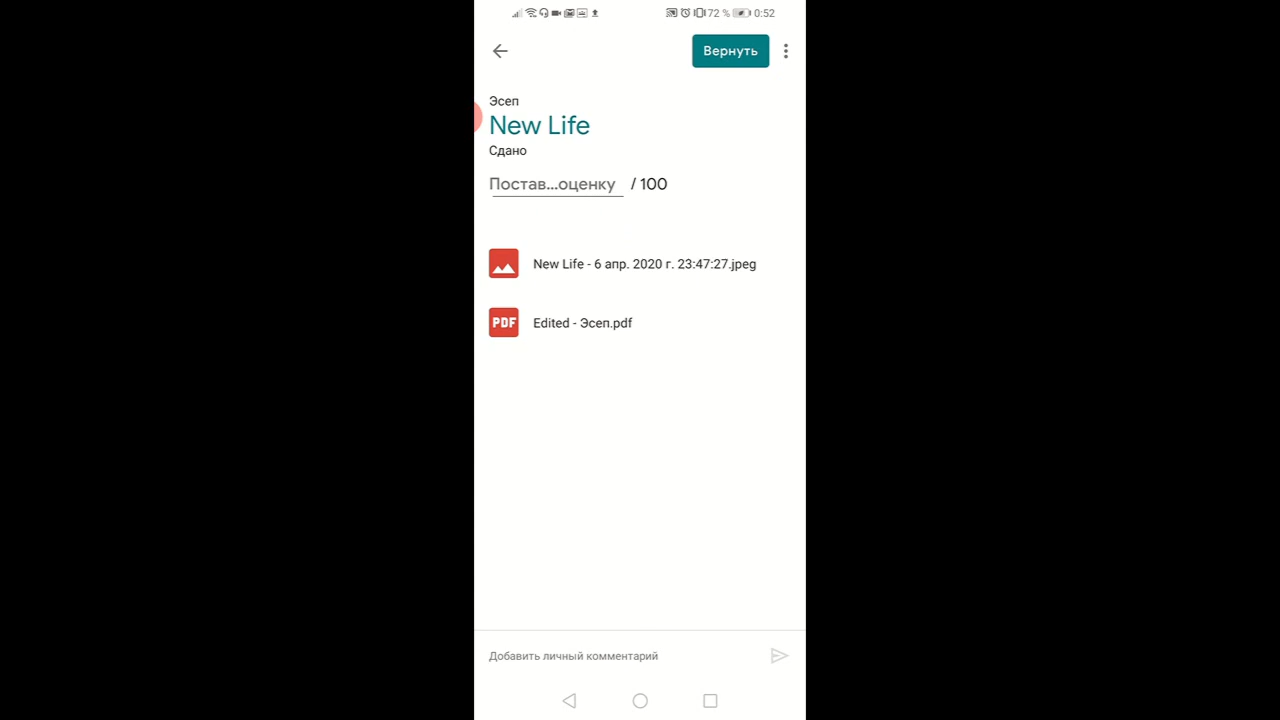 72 % 0:52
Вернуть
Эсеп
New Life
Сдано
Постав...оценку / 100
New Life - 6 апр. 2020 г. 23:47:27.jpeg
PDF Edited - Эсеп.pdf
Добавить личный комментарий